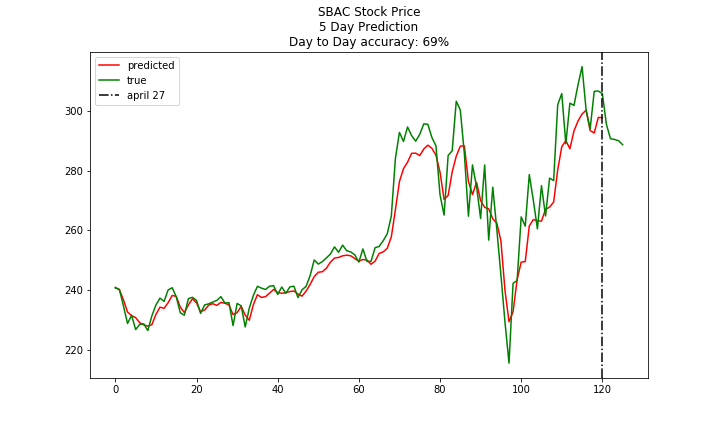 SBAC Stock Price
5 Day Prediction
Day to Day accuracy: 69%
predicted
true
april 27
300
280
260
240
220
0
20
40
60
80
100
120